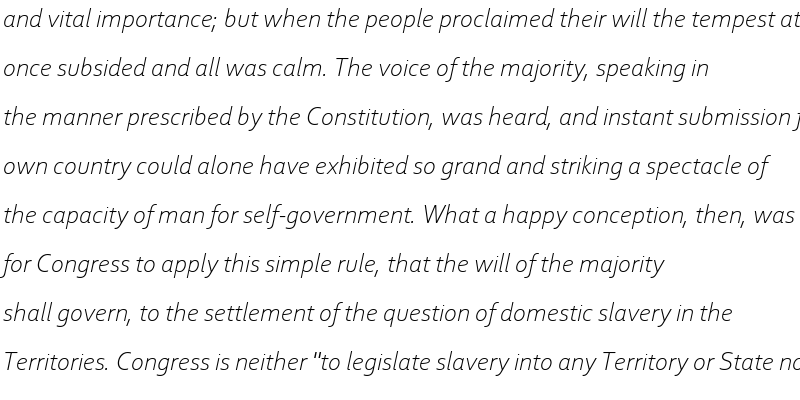 and vital importance; but when the people proclaimed their will the tempest at
once subsided and all was calm. The voice of the majority, speaking in
the manner prescribed by the Constitution, was heard, and instant submission
own country could alone have exhibited so grand and striking a spectacle of
the capacity of man for self-government. What a happy conception, then, was
for Congress to apply this simple rule, that the will of the majority
shall govern, to the settlement of the question of domestic slavery in the
Territories. Congress is neither "to legislate slavery into any Territory or State